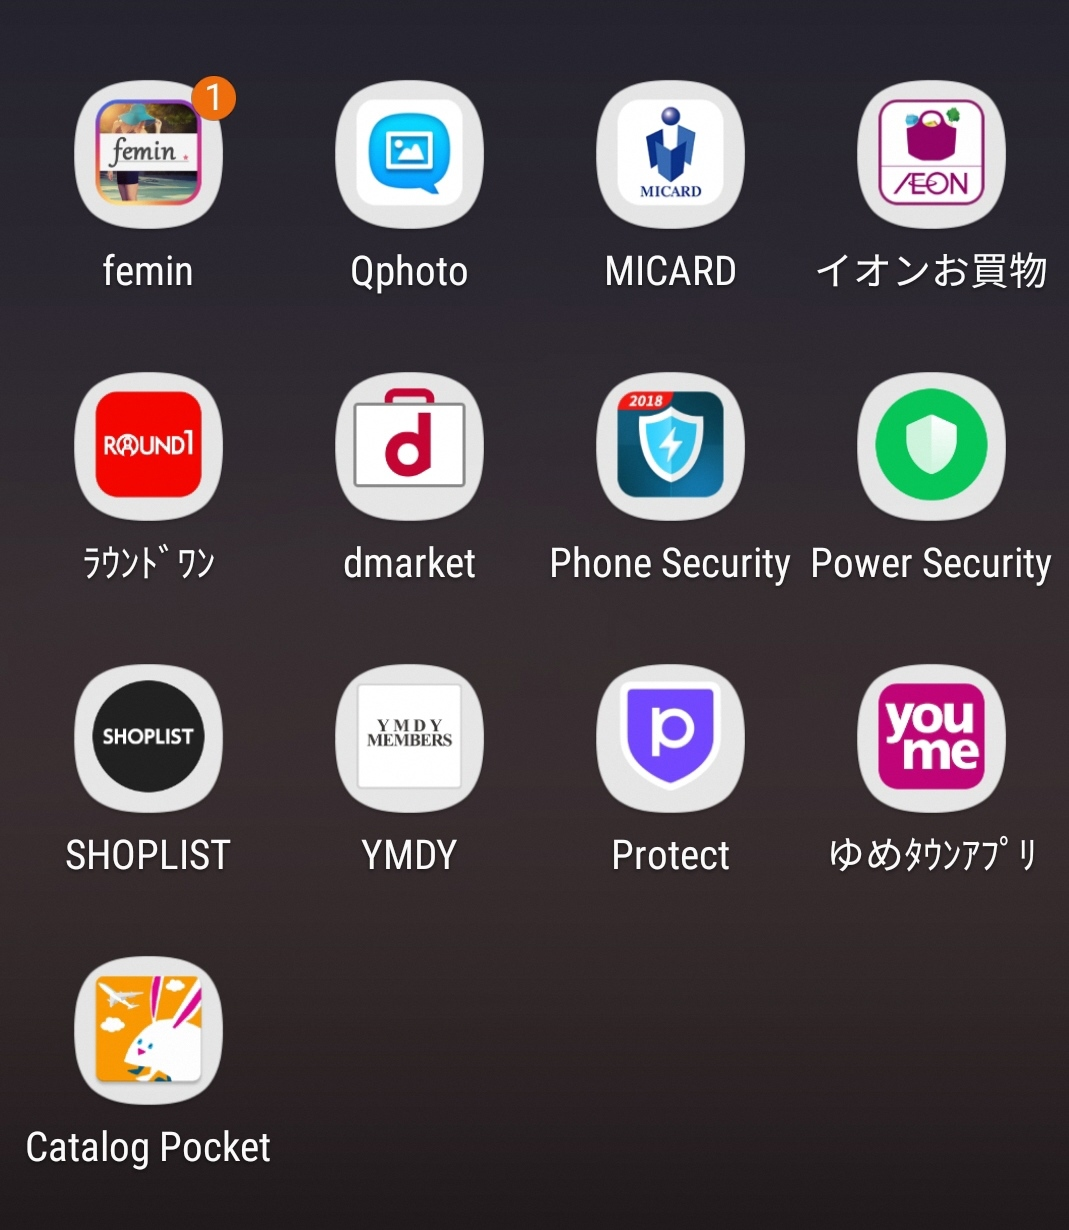 1
femin
MICARD
ÆON
femin
Qphoto
MICARD
イオンお買物
ROUND1
d
2018
ﾗｳﾝﾄﾞﾜﾝ
dmarket
Phone Security
Power Security
SHOPLIST
YMDY
MEMBERS
p
you
me
SHOPLIST
YMDY
Protect
ゆめﾀｳﾝｱﾌﾟﾘ
Catalog Pocket